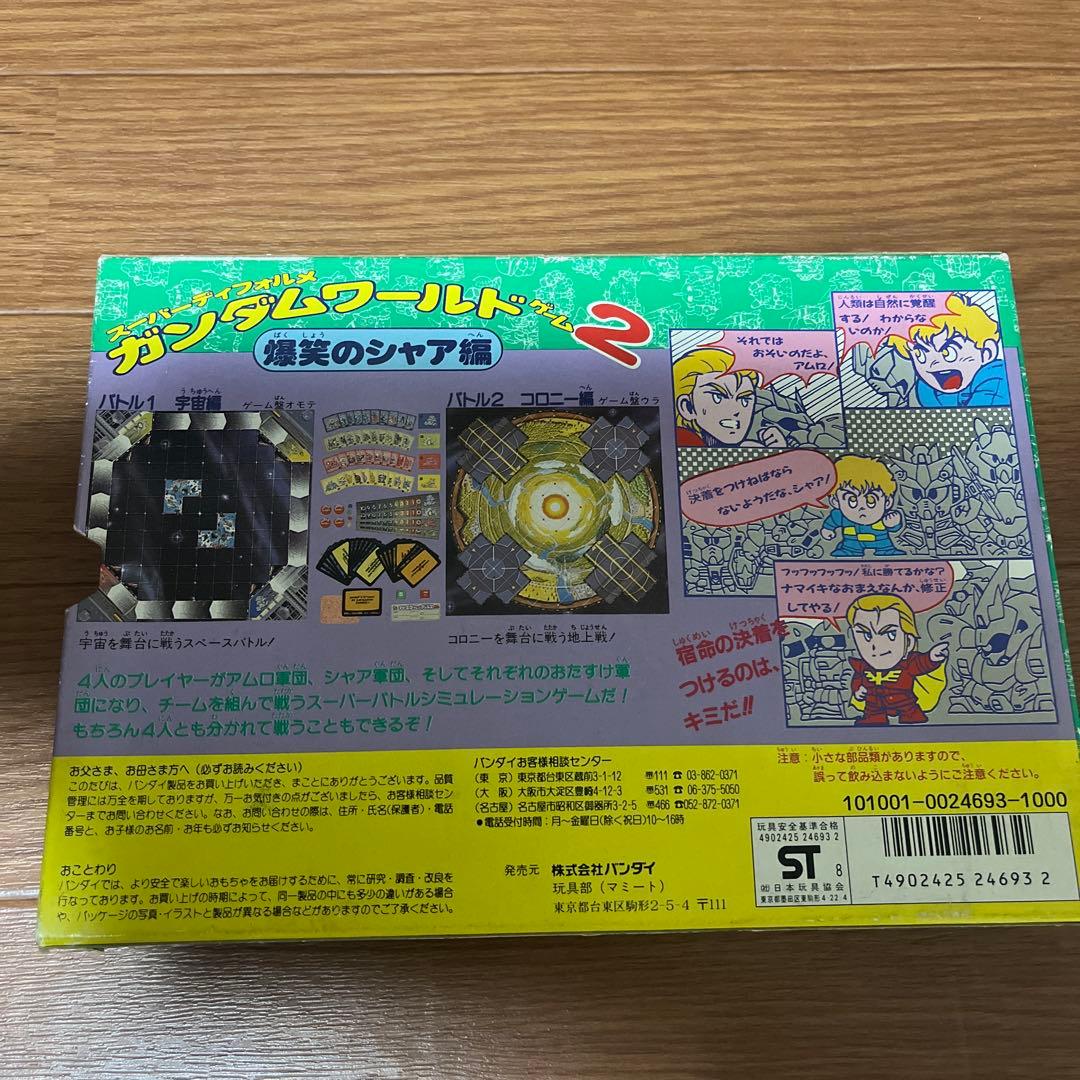 スーパーディフォルメ
ガンダムワールドゲーム2
爆笑のシャア編
バトル1 宇宙編 ゲーム盤オモテ
バトル2 コロニー編 ゲーム盤ウラ
宇宙を舞台に戦うスペースバトル!
コロニーを舞台に戦う地上戦!
人類は自然に覚醒
する! わからな
いのか!
それでは
おそいのだよ、
アムロ!
決着をつけねばなら
ないようだな、シャア!
フッフッフッフッ! 私に勝てるかな?
ナマイキなおまえなんか、修正
してやる!
宿命の決着を
つけるのは、
キミだ!!
4人のプレイヤーがアムロ軍団、シャア軍団、そしてそれぞれのおたすけ軍
団になり、チームを組んで戦うスーパーバトルシミュレーションゲームだ!
もちろん4人とも分かれて戦うこともできるぞ!
お父さま、お母さま方へ(必ずお読みください)
このたびは、バンダイ製品をお買い上げいただき、まことにありがとうございます。品質
管理には万全を期しておりますが、万一お気付きの点がございましたら、お客様相談セン
ターまでお問い合わせください。なお、お問い合わせの際は、住所・氏名(保護者)・電話
番号と、お子様のお名前・お年も必ずお知らせください。
おことわり
バンダイでは、より安全で楽しいおもちゃをお届けするために、常に研究・調査・改良を
行なっております。お買い上げの時期によって、同一製品の中にも多少の違いがある場合
や、パッケージの写真・イラストと製品が異なる場合などがありますのでご了承ください。
バンダイお客様相談センター
(東 京)東京都台東区蔵前3-1-12 〒111 ☎03-862-0371
(大 阪)大阪市大淀区豊崎4-12-3 〒531 ☎06-375-5050
(名古屋)名古屋市昭和区御器所3-2-5 〒466 ☎052-872-0371
●電話受付時間:月〜金曜日(除く祝日)10〜16時
発売元 株式会社バンダイ
玩具部(マミート)
東京都台東区駒形2-5-4 〒111
注意:小さな部品類がありますので、
誤って飲み込まないようにご注意ください。
101001-0024693-1000
玩具安全基準合格
4902425 24693 2
ST 8
㈳日本玩具協会
東京都墨田区東駒形4-22-4
T4902425 24693 2